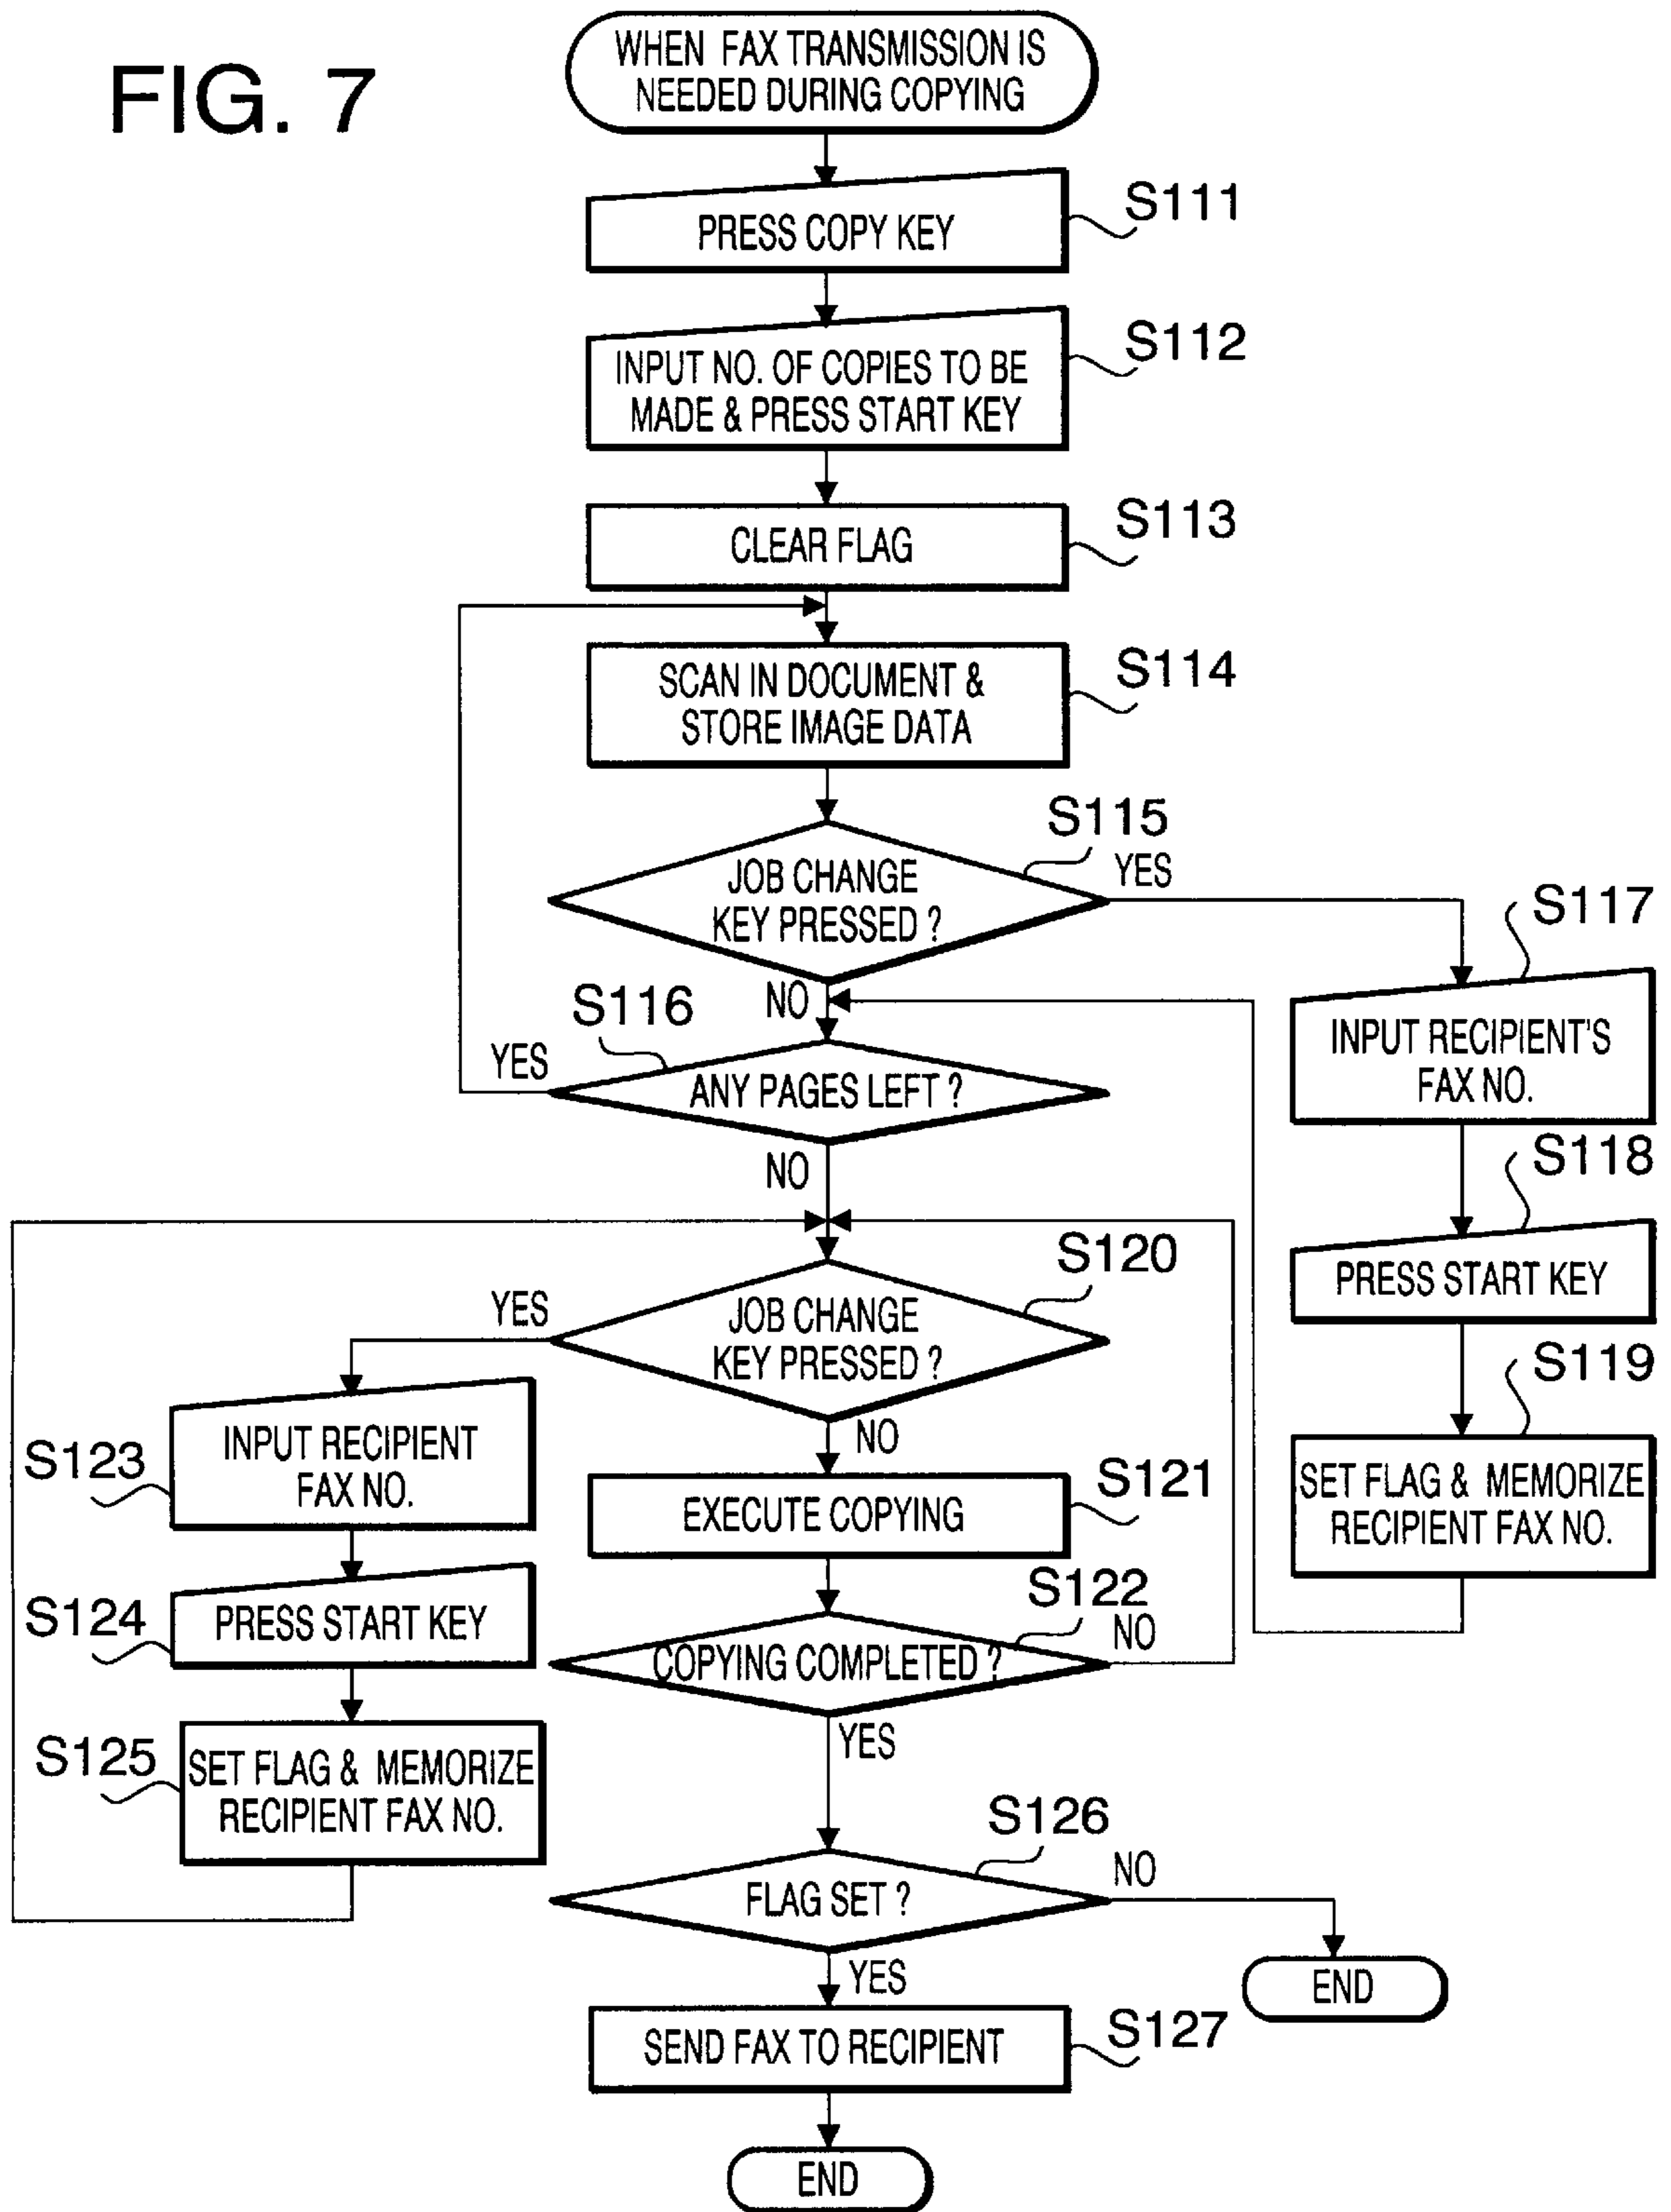 FIG. 7
WHEN FAX TRANSMISSION IS
NEEDED DURING COPYING
S111
PRESS COPY KEY
S112
INPUT NO. OF COPIES TO BE
MADE & PRESS START KEY
S113
CLEAR FLAG
S114
SCAN IN DOCUMENT &
STORE IMAGE DATA
S115
YES
JOB CHANGE
KEY PRESSED ?
NO
S117
INPUT RECIPIENT'S
FAX NO.
S116
YES
ANY PAGES LEFT ?
NO
S118
PRESS START KEY
S119
SET FLAG & MEMORIZE
RECIPIENT FAX NO.
S120
YES
JOB CHANGE
KEY PRESSED ?
NO
S123
INPUT RECIPIENT
FAX NO.
S121
EXECUTE COPYING
S124
PRESS START KEY
S122
NO
COPYING COMPLETED ?
YES
S125
SET FLAG & MEMORIZE
RECIPIENT FAX NO.
S126
NO
FLAG SET ?
YES
END
S127
SEND FAX TO RECIPIENT
END